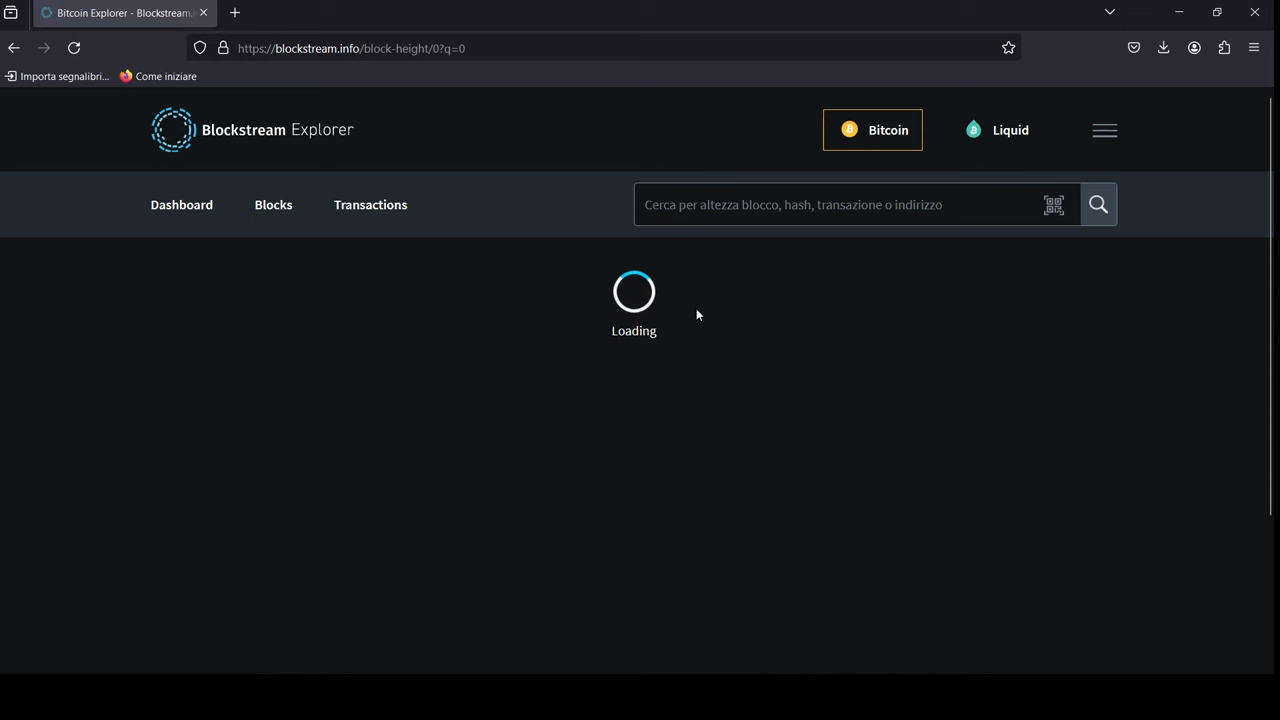 Bitcoin Explorer - Blockstream.
https://blockstream.info/block-height/0?q=0
Importa segnalibri... Come iniziare
Blockstream Explorer
Bitcoin Liquid
Dashboard Blocks Transactions
Cerca per altezza blocco, hash, transazione o indirizzo
Loading